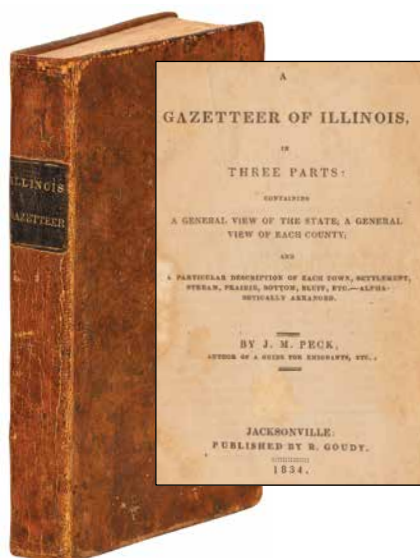 ILLINOIS
GAZETTEER
A
GAZETTEER OF ILLINOIS,
IN
THREE PARTS:
CONTAINING
A GENERAL VIEW OF THE STATE; A GENERAL
VIEW OF EACH COUNTY;
AND
A PARTICULAR DESCRIPTION OF EACH TOWN, SETTLEMENT,
STREAM, PRAIRIE, BOTTOM, BLUFF, ETC.—ALPHA-
BETICALLY ARRANGED.
BY J. M. PECK,
AUTHOR OF A GUIDE FOR EMIGRANTS, ETC.
JACKSONVILLE:
PUBLISHED BY R. GOUDY.
1834.